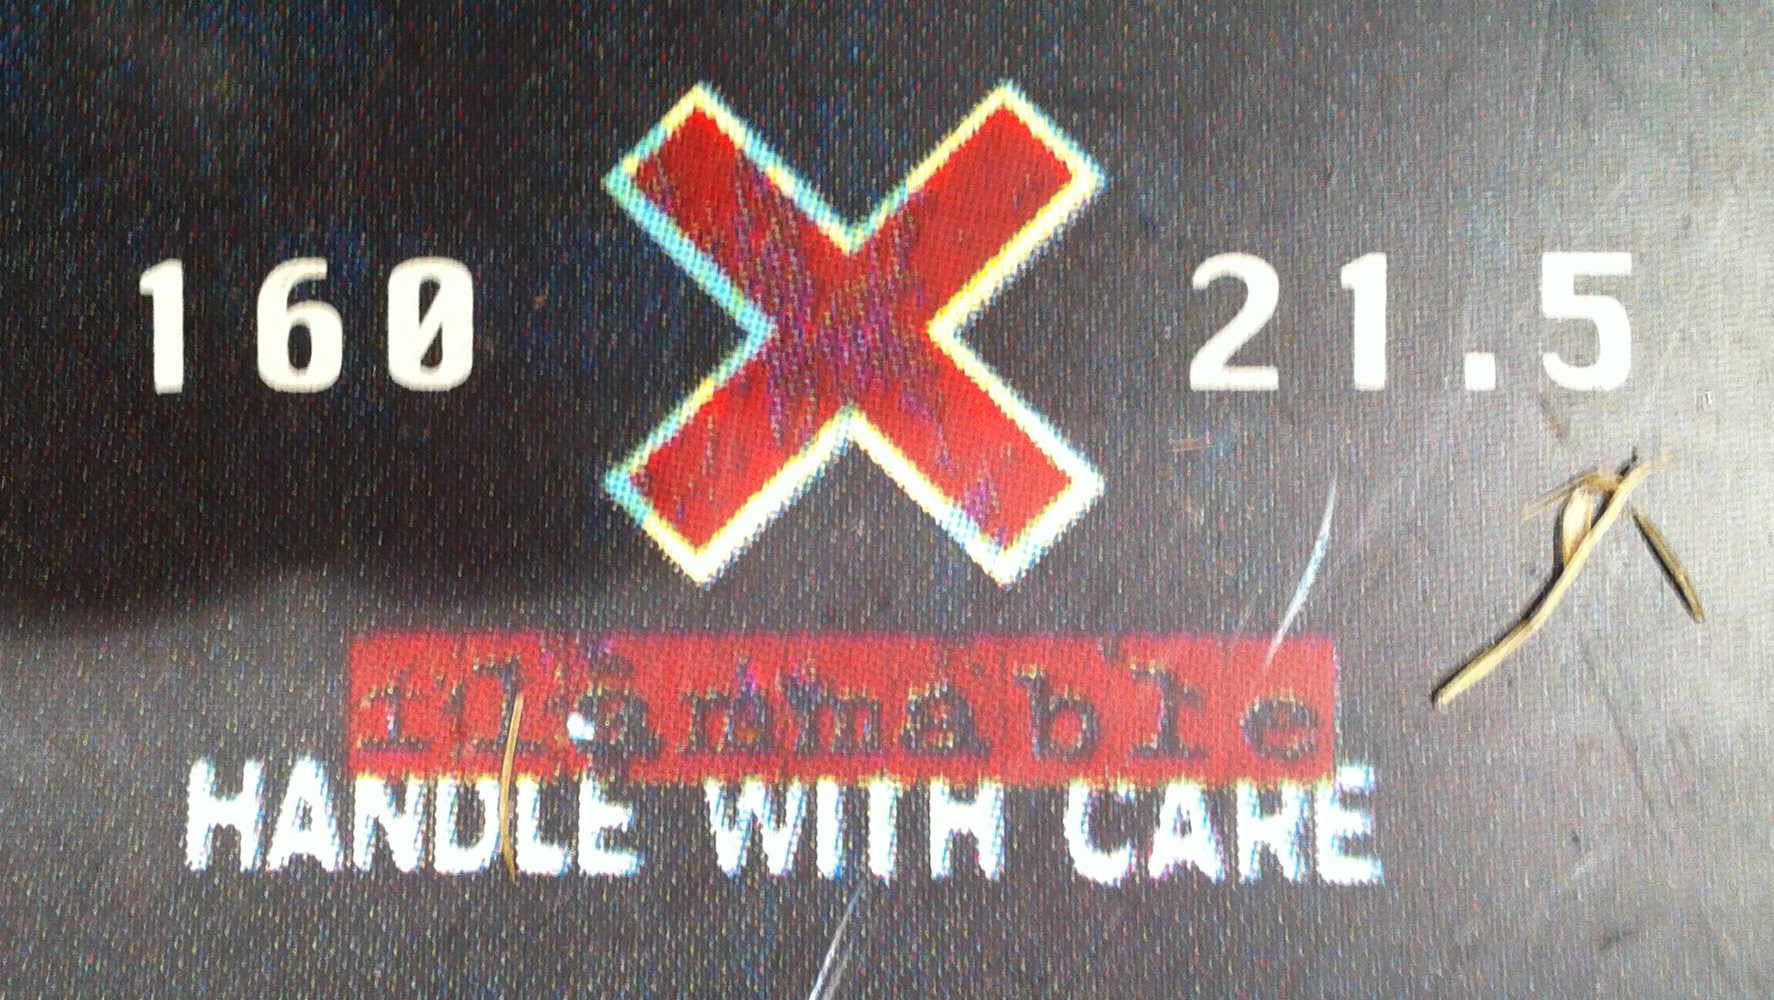 160 X 21.5
flammable
HANDLE WITH CARE